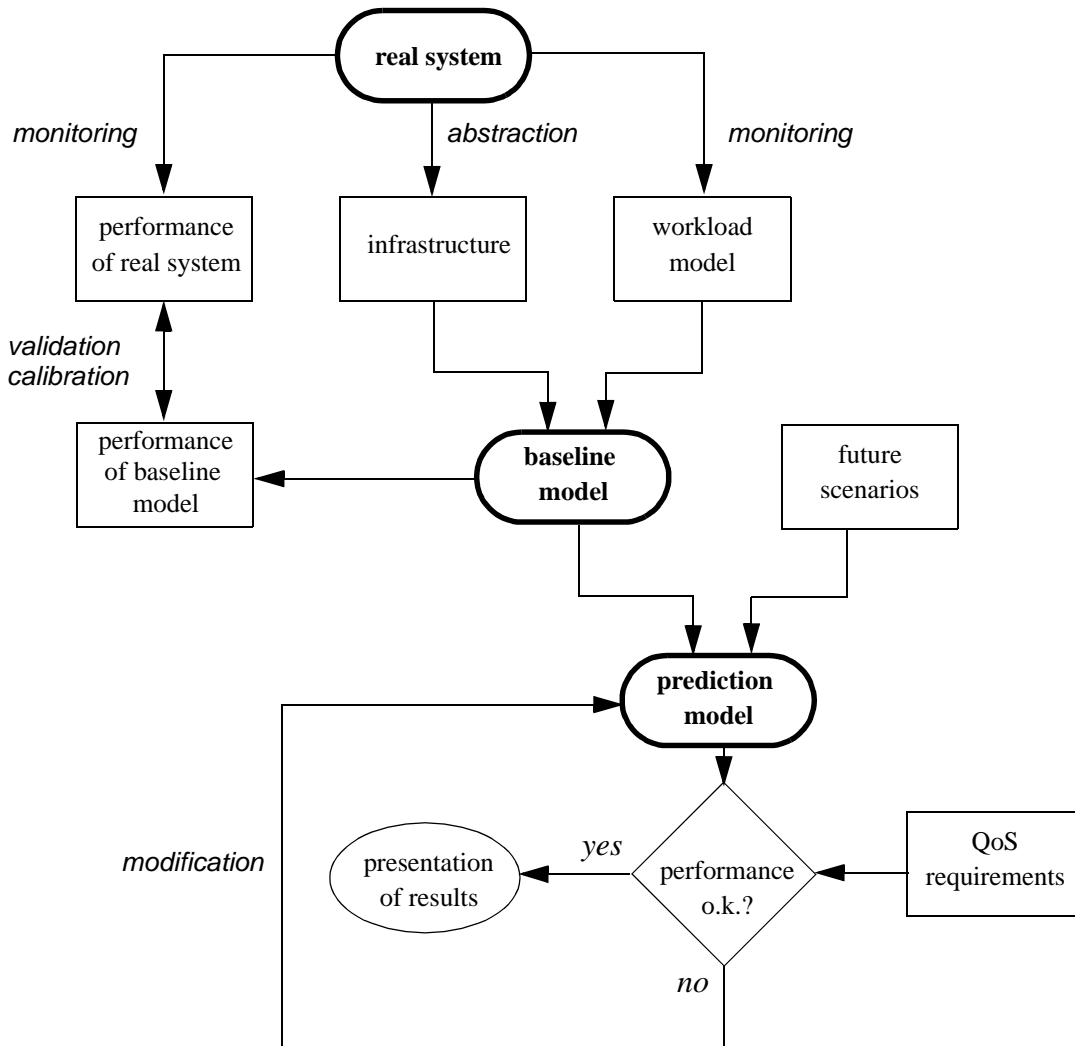 real system
monitoring
abstraction
monitoring
performance
of real system
infrastructure
workload
model
validation
calibration
performance
of baseline
model
baseline
model
future
scenarios
prediction
model
modification
presentation
of results
yes
performance
o.k.?
QoS
requirements
no